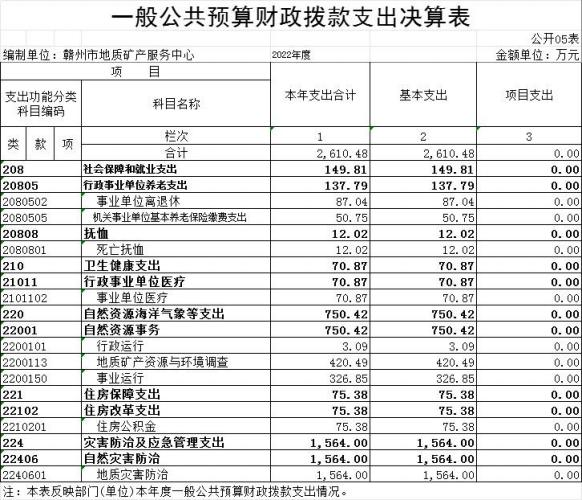 一般公共预算财政拨款支出决算表
公开05表
编制单位：赣州市地质矿产服务中心 2022年度 金额单位：万元
项 目 本年支出合计 基本支出 项目支出
支出功能分类科目编码 科目名称
类 款 项 栏次 1 2 3
合计 2,610.48 2,610.48 0.00
208 社会保障和就业支出 149.81 149.81 0.00
20805 行政事业单位养老支出 137.79 137.79 0.00
2080502 事业单位离退休 87.04 87.04 0.00
2080505 机关事业单位基本养老保险缴费支出 50.75 50.75 0.00
20808 抚恤 12.02 12.02 0.00
2080801 死亡抚恤 12.02 12.02 0.00
210 卫生健康支出 70.87 70.87 0.00
21011 行政事业单位医疗 70.87 70.87 0.00
2101102 事业单位医疗 70.87 70.87 0.00
220 自然资源海洋气象等支出 750.42 750.42 0.00
22001 自然资源事务 750.42 750.42 0.00
2200101 行政运行 3.09 3.09 0.00
2200113 地质矿产资源与环境调查 420.49 420.49 0.00
2200150 事业运行 326.85 326.85 0.00
221 住房保障支出 75.38 75.38 0.00
22102 住房改革支出 75.38 75.38 0.00
2210201 住房公积金 75.38 75.38 0.00
224 灾害防治及应急管理支出 1,564.00 1,564.00 0.00
22406 自然灾害防治 1,564.00 1,564.00 0.00
2240601 地质灾害防治 1,564.00 1,564.00 0.00
注：本表反映部门(单位)本年度一般公共预算财政拨款支出情况。